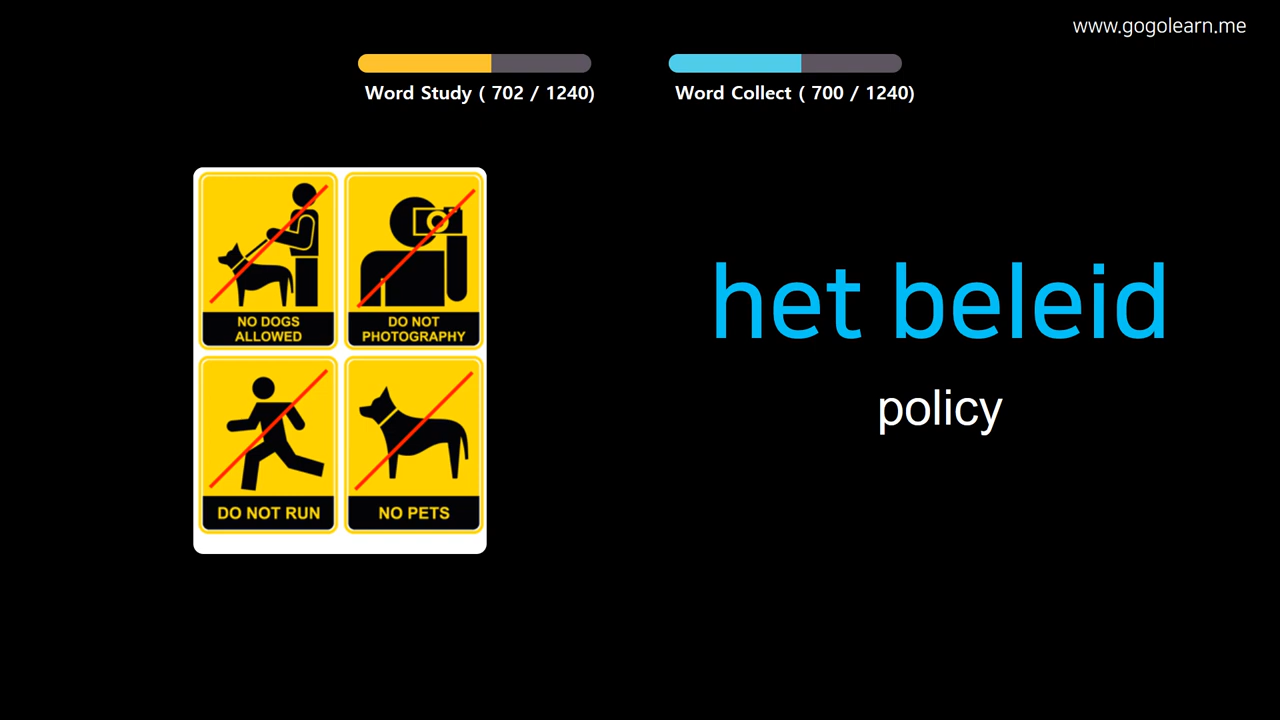 www.gogolearn.me
Word Study ( 702 / 1240)
Word Collect ( 700 / 1240)
NO DOGS
ALLOWED
DO NOT
PHOTOGRAPHY
DO NOT RUN
NO PETS
het beleid
policy